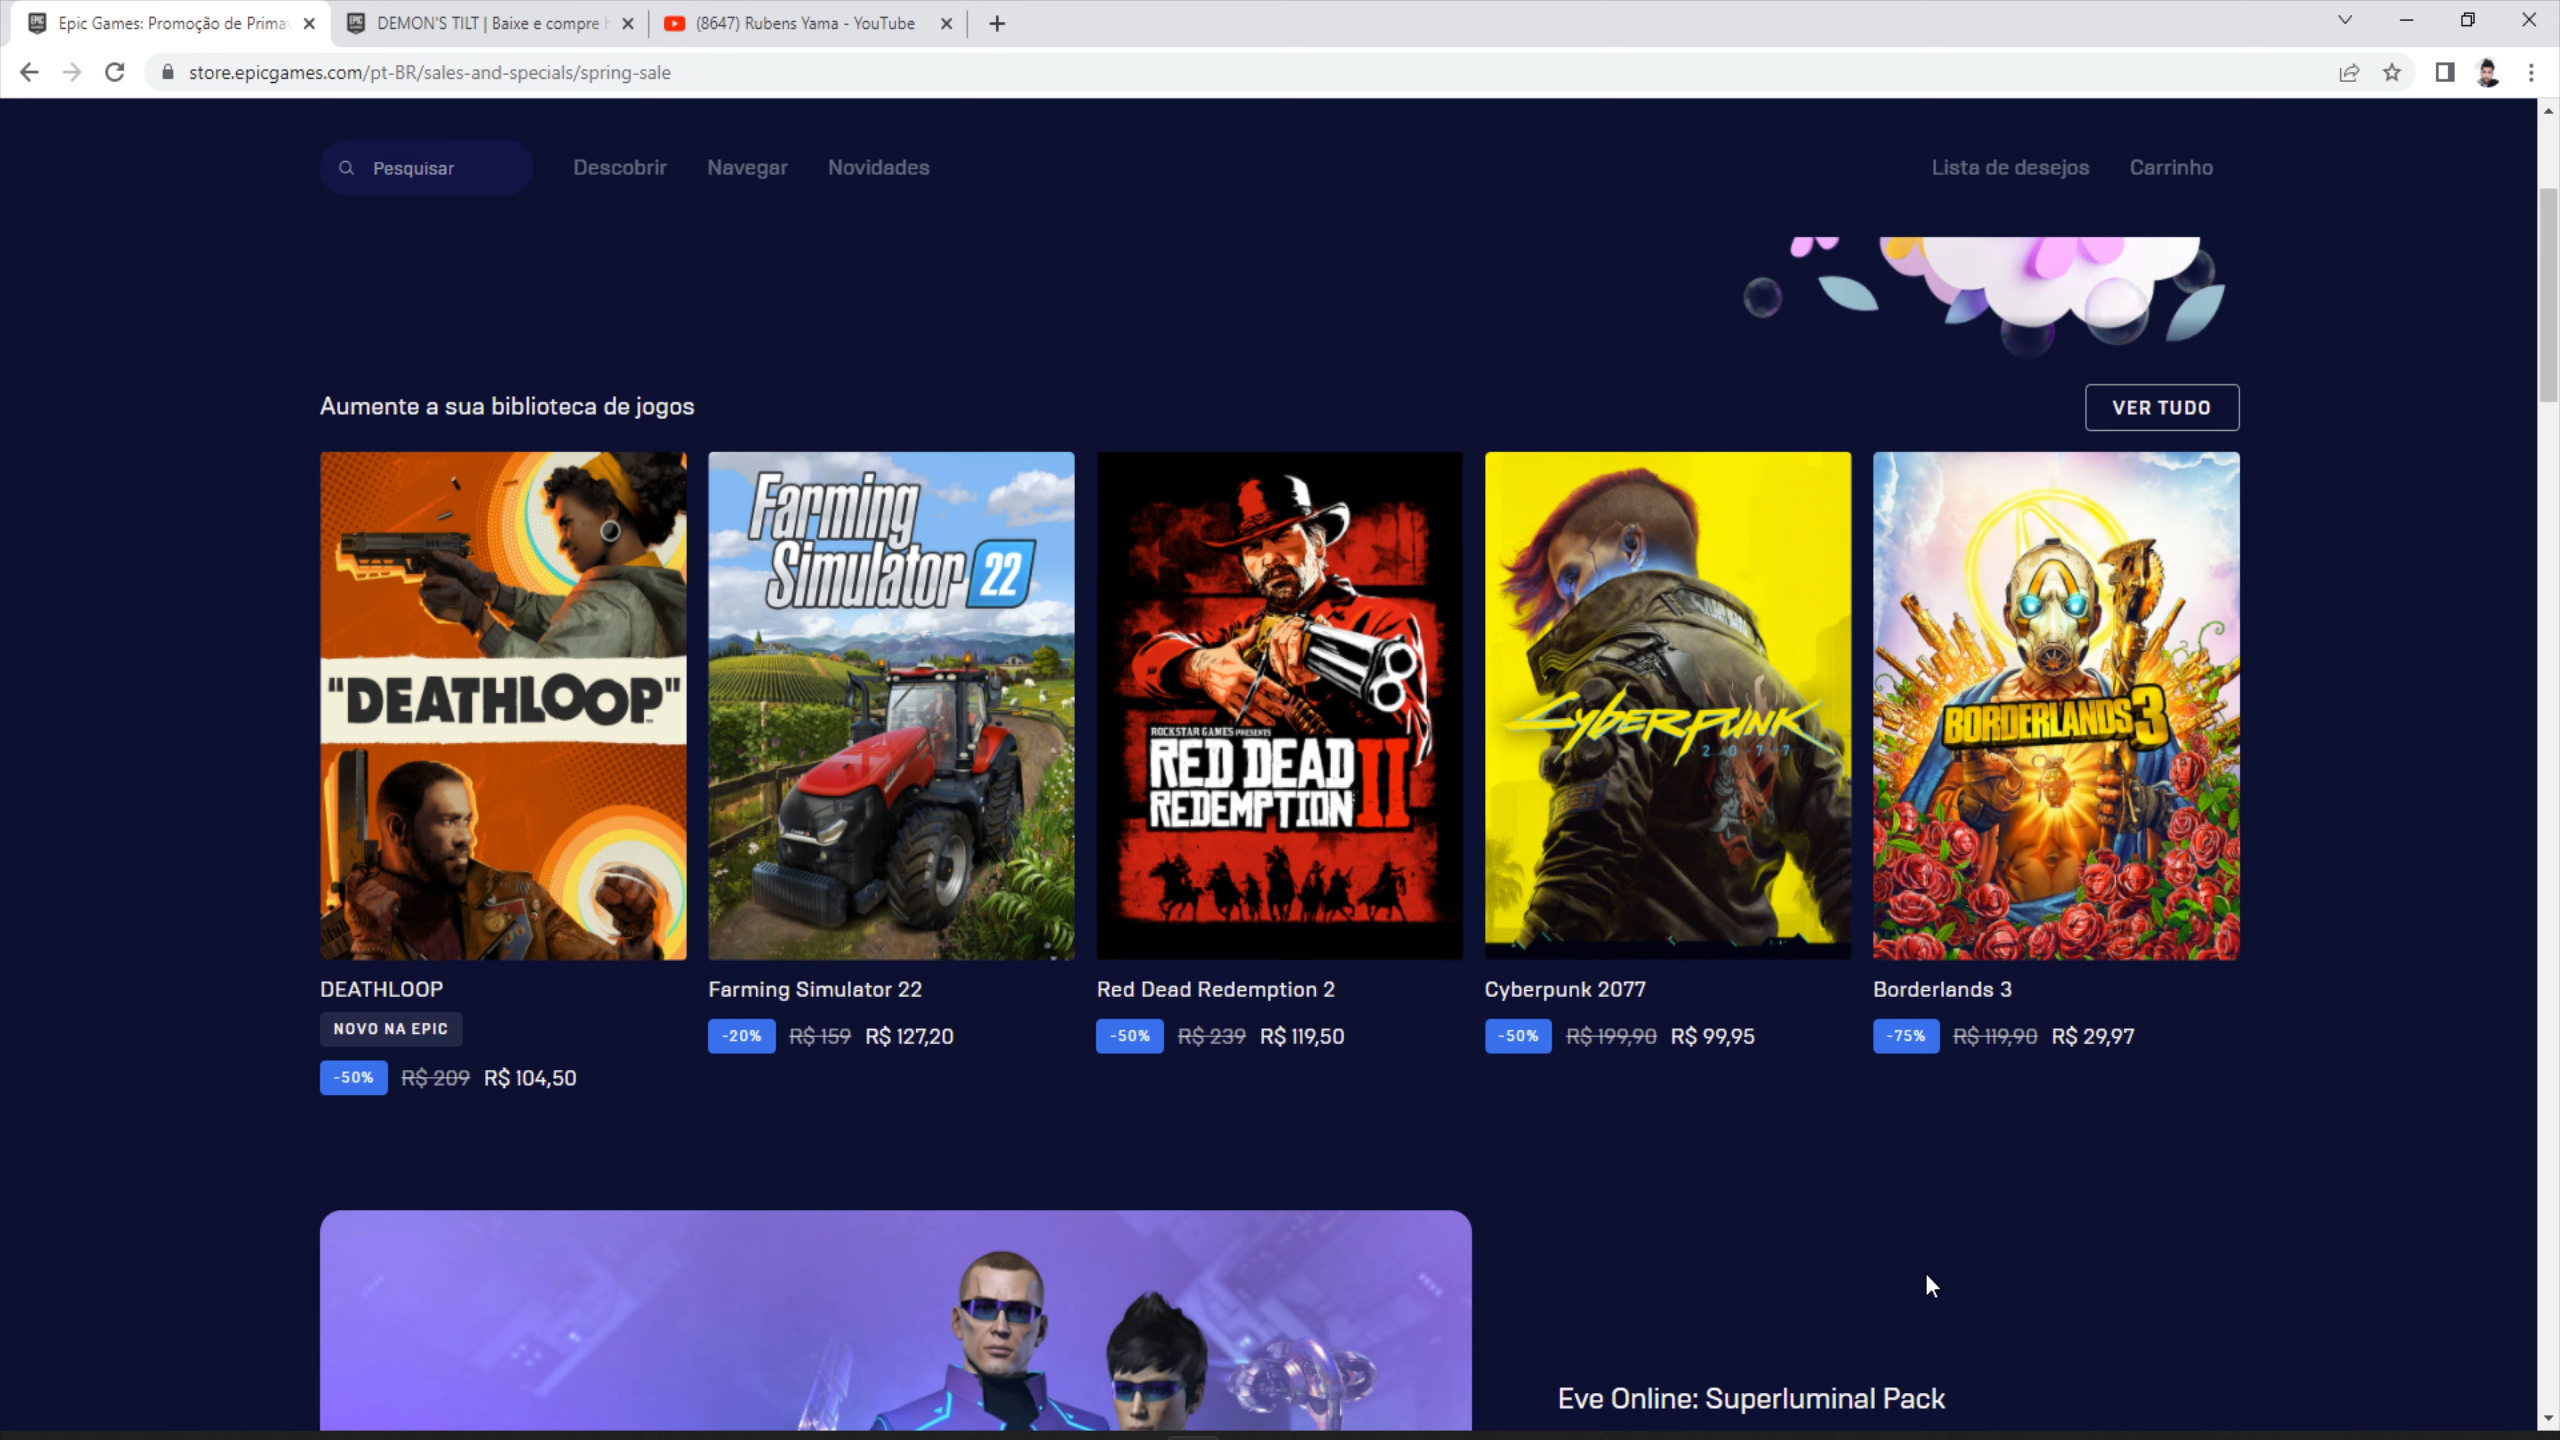 Epic Games: Promoção de Prima
DEMON'S TILT | Baixe e compre h
(8647) Rubens Yama - YouTube
store.epicgames.com/pt-BR/sales-and-specials/spring-sale
Pesquisar
Descobrir
Navegar
Novidades
Lista de desejos
Carrinho
Aumente a sua biblioteca de jogos
VER TUDO
"DEATHLOOP"
Farming
Simulator 22
ROCKSTAR GAMES PRESENTS
RED DEAD
REDEMPTION II
Cyberpunk
2077
BORDERLANDS 3
DEATHLOOP
NOVO NA EPIC
-50% R$ 209 R$ 104,50
Farming Simulator 22
-20% R$ 159 R$ 127,20
Red Dead Redemption 2
-50% R$ 239 R$ 119,50
Cyberpunk 2077
-50% R$ 199,90 R$ 99,95
Borderlands 3
-75% R$ 119,90 R$ 29,97
Eve Online: Superluminal Pack